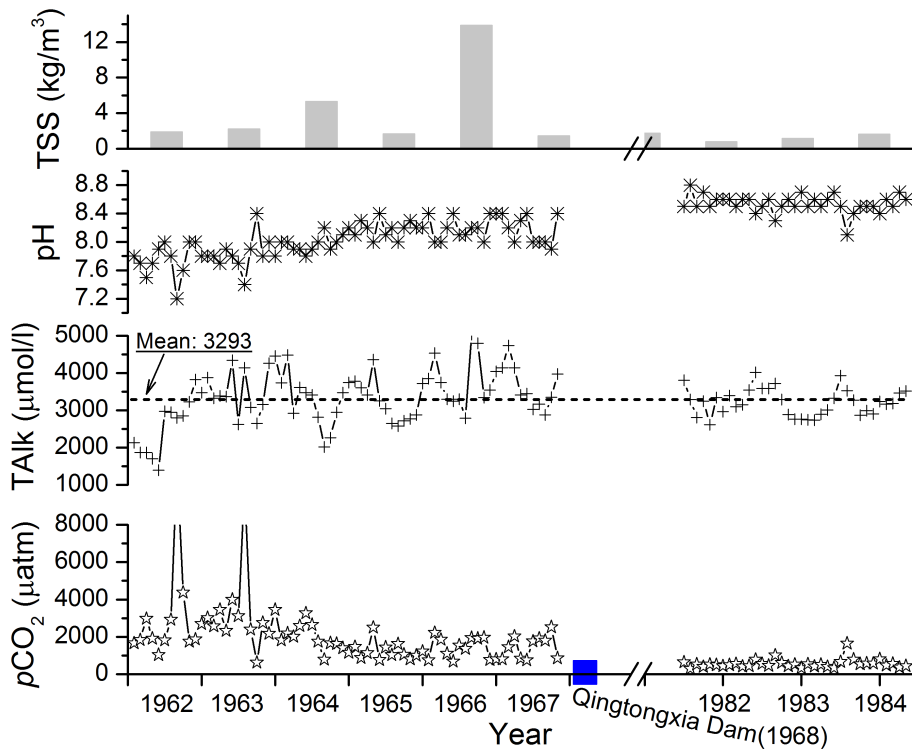 TSS (kg/m³)
12
8
4
0
pH
8.8
8.4
8.0
7.6
7.2
TAlk (μmol/l)
5000
4000
3000
2000
1000
Mean: 3293
pCO₂ (μatm)
8000
6000
4000
2000
0
1962 1963 1964 1965 1966 1967 1982 1983 1984
Qingtongxia Dam(1968)
Year